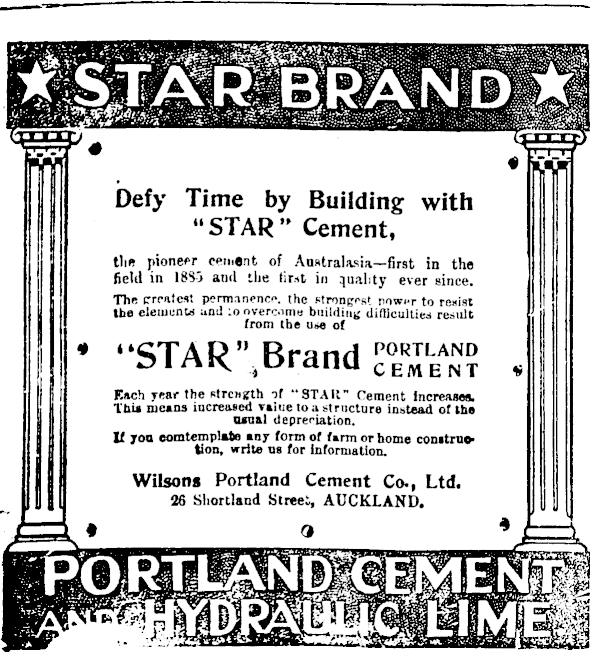 STAR BRAND
Defy Time by Building with
"STAR" Cement,
the pioneer cement of Australasia—first in the
field in 1885 and the first in quality ever since.
The greatest permanence, the strongest power to resist
the elements and to overcome building difficulties result
from the use of
"STAR" Brand PORTLAND CEMENT
Each year the strength of "STAR" Cement increases.
This means increased value to a structure instead of the
usual depreciation.
If you comtemplate any form of farm or home construc-
tion, write us for information.
Wilsons Portland Cement Co., Ltd.
26 Shortland Street, AUCKLAND.
PORTLAND CEMENT
AND HYDRAULIC LIME